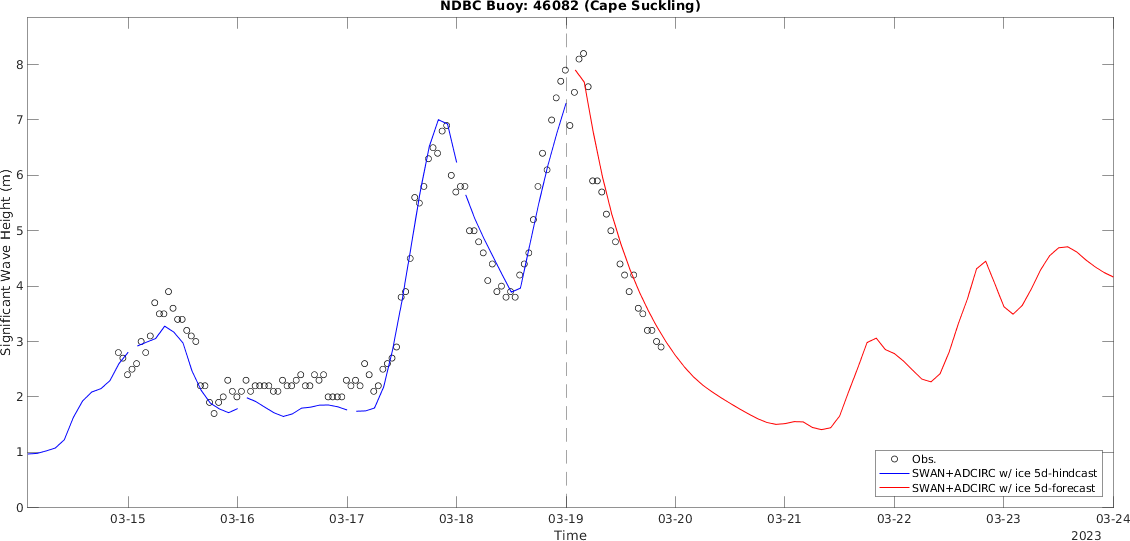 NDBC Buoy: 46082 (Cape Suckling)
Significant Wave Height (m)
8
7
6
5
4
3
2
1
0
Obs.
SWAN+ADCIRC w/ ice 5d-hindcast
SWAN+ADCIRC w/ ice 5d-forecast
03-15 03-16 03-17 03-18 03-19 03-20 03-21 03-22 03-23 03-24
Time
2023